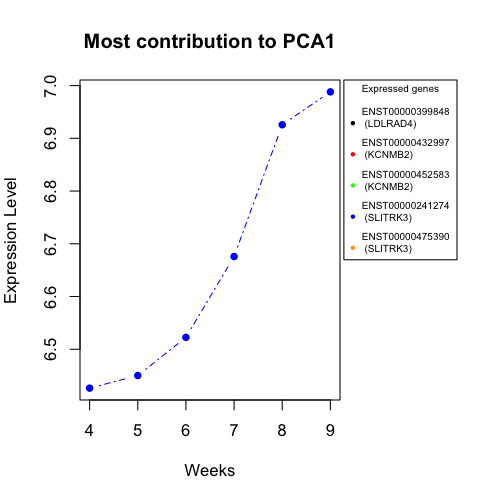 Most contribution to PCA1
Expression Level
7.0
6.9
6.8
6.7
6.6
6.5
4 5 6 7 8 9
Weeks
Expressed genes
ENST00000399848
(LDLRAD4)
ENST00000432997
(KCNMB2)
ENST00000452583
(KCNMB2)
ENST00000241274
(SLITRK3)
ENST00000475390
(SLITRK3)